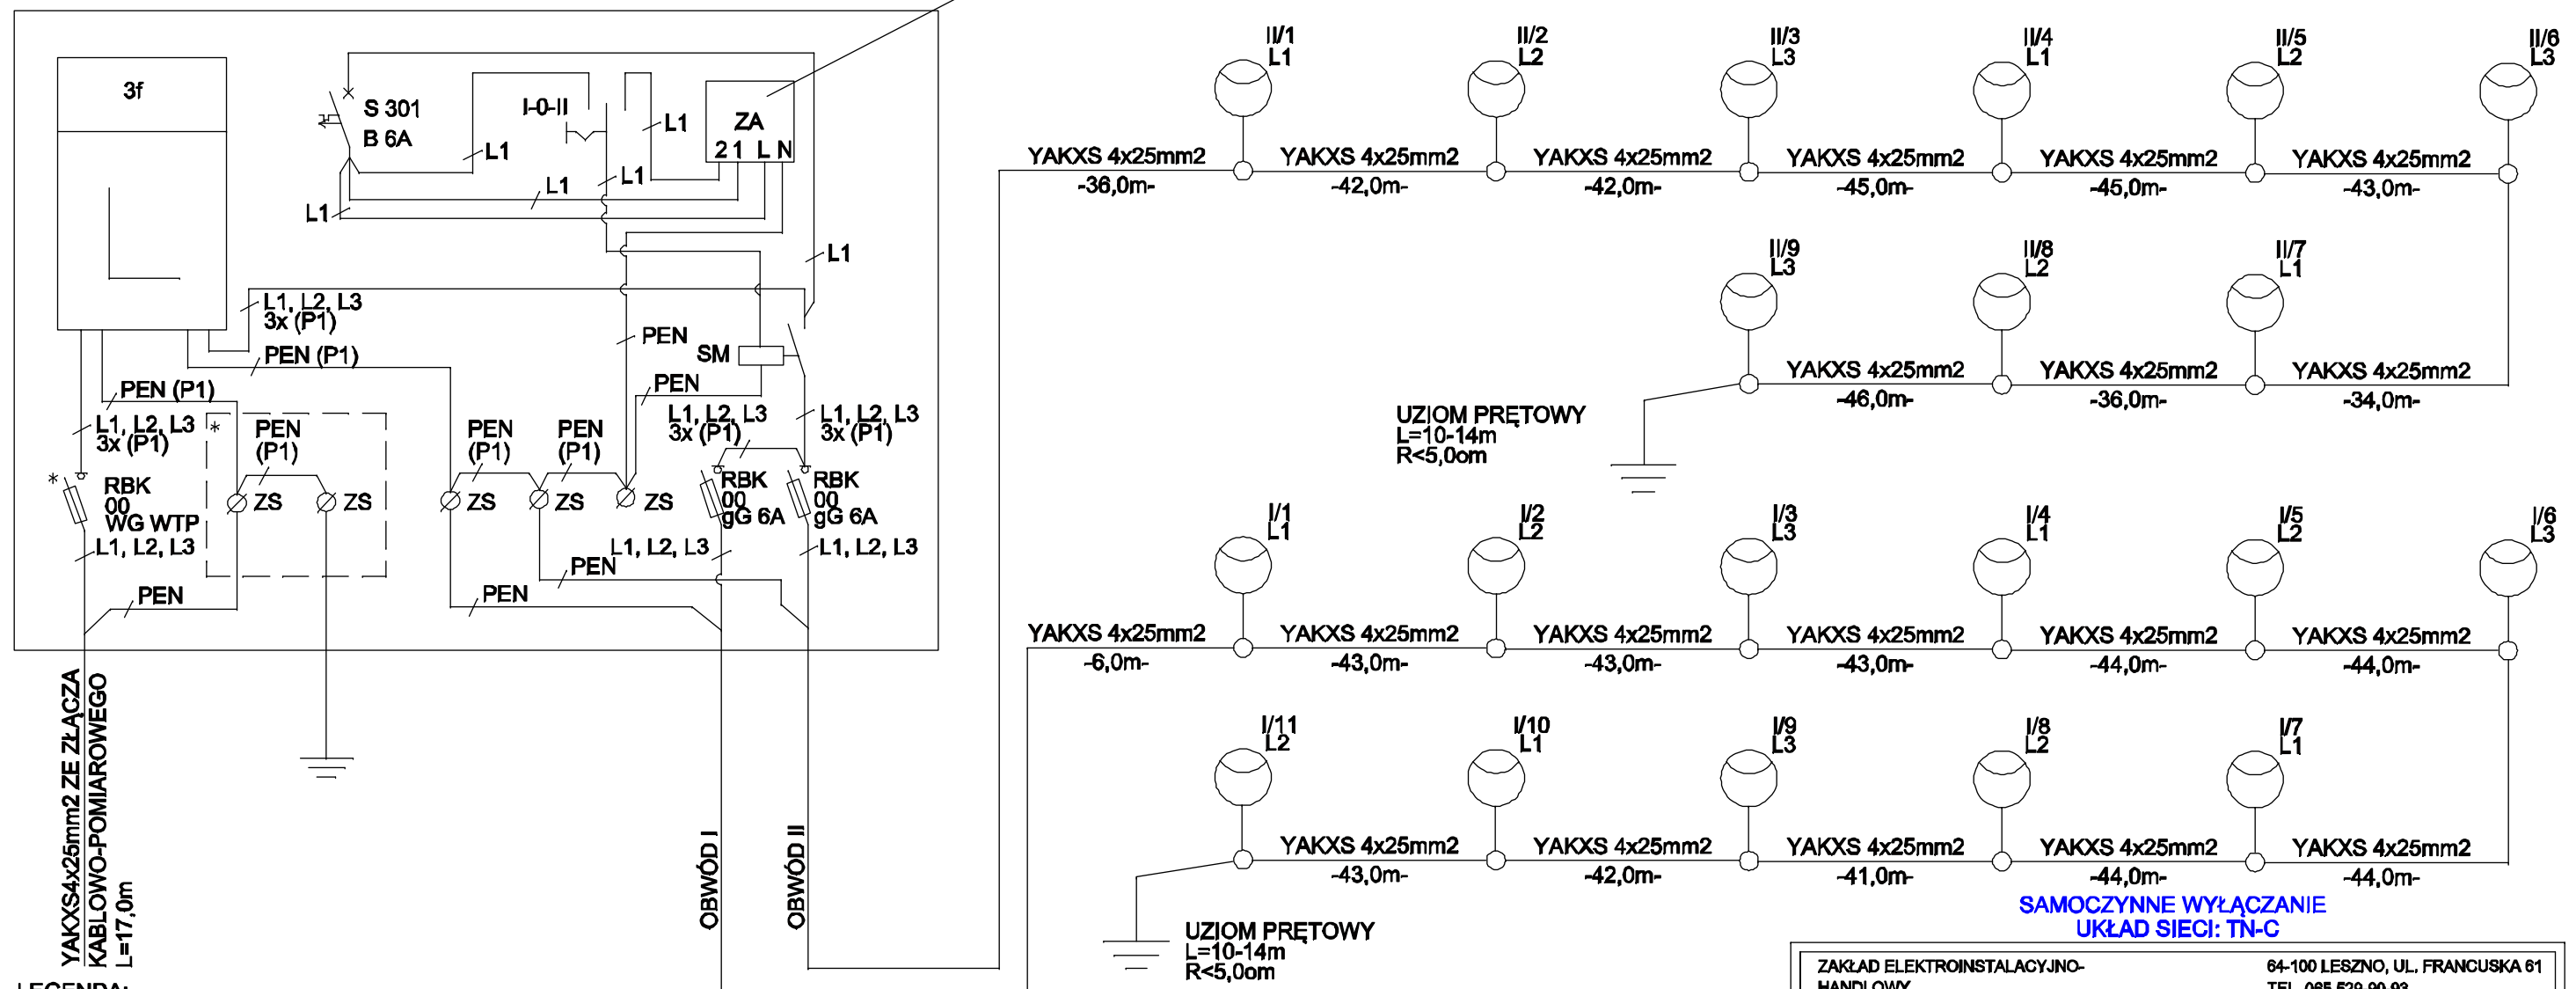 3f
S 301
B 6A
I-0-II
L1
L1
L1
L1
L1
ZA
2 1 L N
L1
L1, L2, L3
3x (P1)
PEN (P1)
PEN (P1)
L1, L2, L3
3x (P1)
*
RBK
00
WG WTP
L1, L2, L3
PEN
*
PEN
(P1)
ZS
ZS
PEN
(P1)
PEN
(P1)
ZS
ZS
ZS
PEN
PEN
SM
L1, L2, L3
3x (P1)
L1, L2, L3
3x (P1)
RBK
00
gG 6A
RBK
00
gG 6A
L1, L2, L3
L1, L2, L3
PEN
PEN
YAKXS4x25mm2 ZE ZŁĄCZA
KABLOWO-POMIAROWEGO
L=17,0m
OBWÓD I
OBWÓD II
LEGENDA:
II/1
L1
II/2
L2
II/3
L3
II/4
L1
II/5
L2
II/6
L3
YAKXS 4x25mm2
-36,0m-
YAKXS 4x25mm2
-42,0m-
YAKXS 4x25mm2
-42,0m-
YAKXS 4x25mm2
-45,0m-
YAKXS 4x25mm2
-45,0m-
YAKXS 4x25mm2
-43,0m-
II/9
L3
II/8
L2
II/7
L1
YAKXS 4x25mm2
-46,0m-
YAKXS 4x25mm2
-36,0m-
YAKXS 4x25mm2
-34,0m-
UZIOM PRĘTOWY
L=10-14m
R<5,0om
I/1
L1
I/2
L2
I/3
L3
I/4
L1
I/5
L2
I/6
L3
YAKXS 4x25mm2
-6,0m-
YAKXS 4x25mm2
-43,0m-
YAKXS 4x25mm2
-43,0m-
YAKXS 4x25mm2
-43,0m-
YAKXS 4x25mm2
-44,0m-
YAKXS 4x25mm2
-44,0m-
I/11
L2
I/10
L1
I/9
L3
I/8
L2
I/7
L1
YAKXS 4x25mm2
-43,0m-
YAKXS 4x25mm2
-42,0m-
YAKXS 4x25mm2
-41,0m-
YAKXS 4x25mm2
-44,0m-
YAKXS 4x25mm2
-44,0m-
UZIOM PRĘTOWY
L=10-14m
R<5,0om
SAMOCZYNNE WYŁĄCZANIE
UKŁAD SIECI: TN-C
ZAKŁAD ELEKTROINSTALACYJNO-
HANDLOWY
64-100 LESZNO, UL. FRANCUSKA 61
TEL. 065 529-90-93